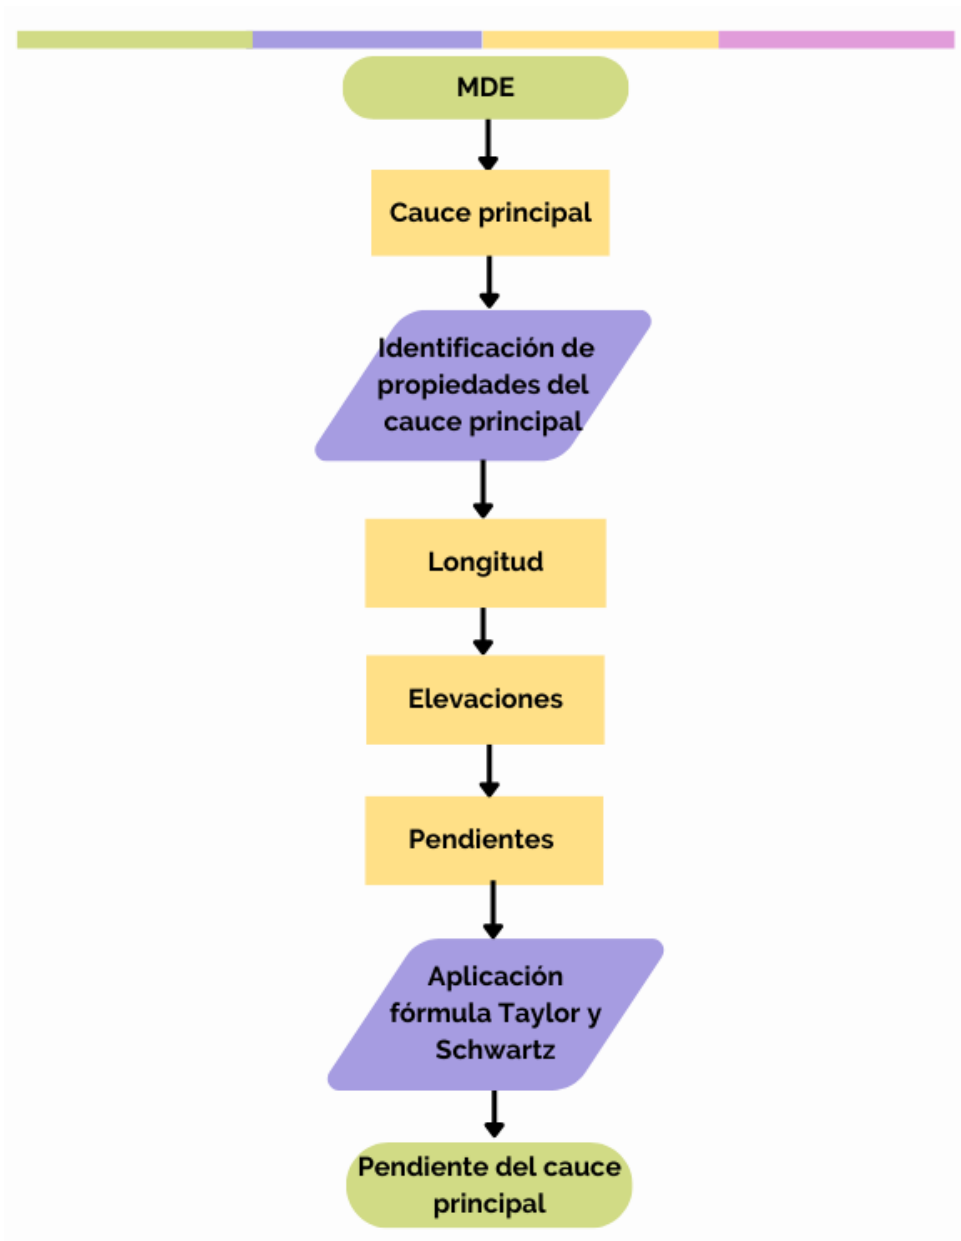 MDE
Cauce principal
Identificación de
propiedades del
cauce principal
Longitud
Elevaciones
Pendientes
Aplicación
fórmula Taylor y
Schwartz
Pendiente del cauce
principal